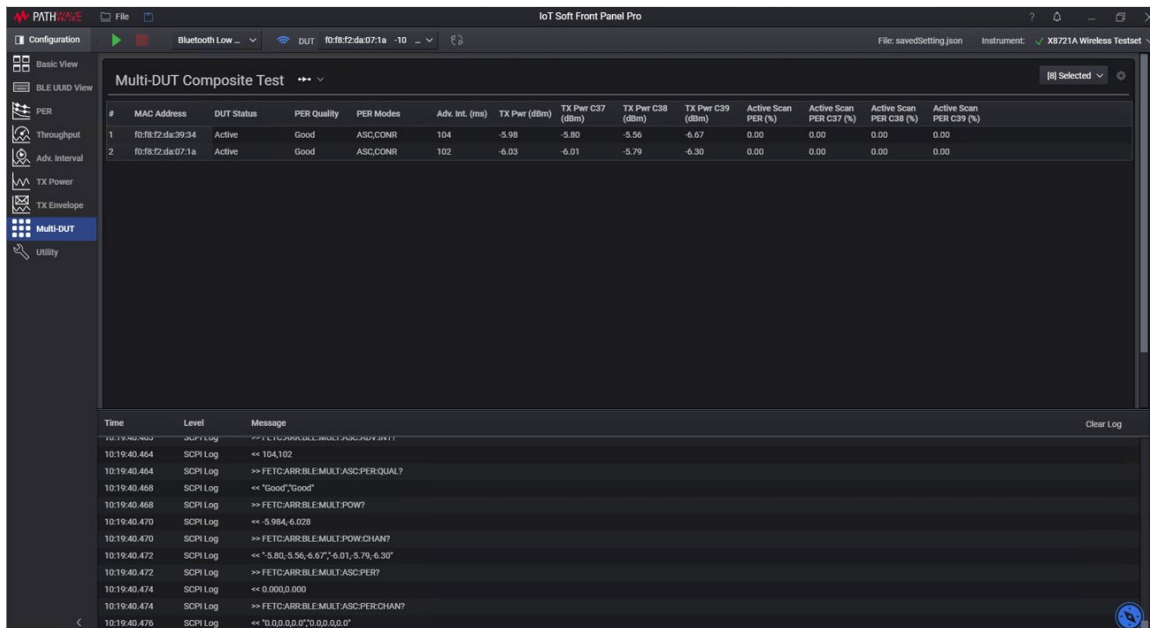 PATHWAVE File IoT Soft Front Panel Pro ?
Configuration Bluetooth Low ... DUT f0:f8:f2:da:07:1a -10 ... File: savedSetting.json Instrument: X8721A Wireless Testset
Basic View
BLE UUID View
PER
Throughput
Adv. Interval
TX Power
TX Envelope
Multi-DUT
Utility
Multi-DUT Composite Test [8] Selected
# MAC Address DUT Status PER Quality PER Modes Adv. Int. (ms) TX Pwr (dBm) TX Pwr C37 (dBm) TX Pwr C38 (dBm) TX Pwr C39 (dBm) Active Scan PER (%) Active Scan PER C37 (%) Active Scan PER C38 (%) Active Scan PER C39 (%)
1 f0:f8:f2:da:39:34 Active Good ASC,CONR 104 -5.98 -5.80 -5.56 -6.67 0.00 0.00 0.00 0.00
2 f0:f8:f2:da:07:1a Active Good ASC,CONR 102 -6.03 -6.01 -5.79 -6.30 0.00 0.00 0.00 0.00
Time Level Message Clear Log
10:19:40.464 SCPI Log << 104,102
10:19:40.464 SCPI Log >> FETC:ARR:BLE:MULT:ASC:PER:QUAL?
10:19:40.468 SCPI Log << "Good","Good"
10:19:40.468 SCPI Log >> FETC:ARR:BLE:MULT:POW?
10:19:40.470 SCPI Log << -5.984,-6.028
10:19:40.470 SCPI Log >> FETC:ARR:BLE:MULT:POW:CHAN?
10:19:40.472 SCPI Log << "-5.80,-5.56,-6.67","-6.01,-5.79,-6.30"
10:19:40.472 SCPI Log >> FETC:ARR:BLE:MULT:ASC:PER?
10:19:40.474 SCPI Log << 0.000,0.000
10:19:40.474 SCPI Log >> FETC:ARR:BLE:MULT:ASC:PER:CHAN?
10:19:40.476 SCPI Log << "0.0,0.0,0.0","0.0,0.0,0.0"